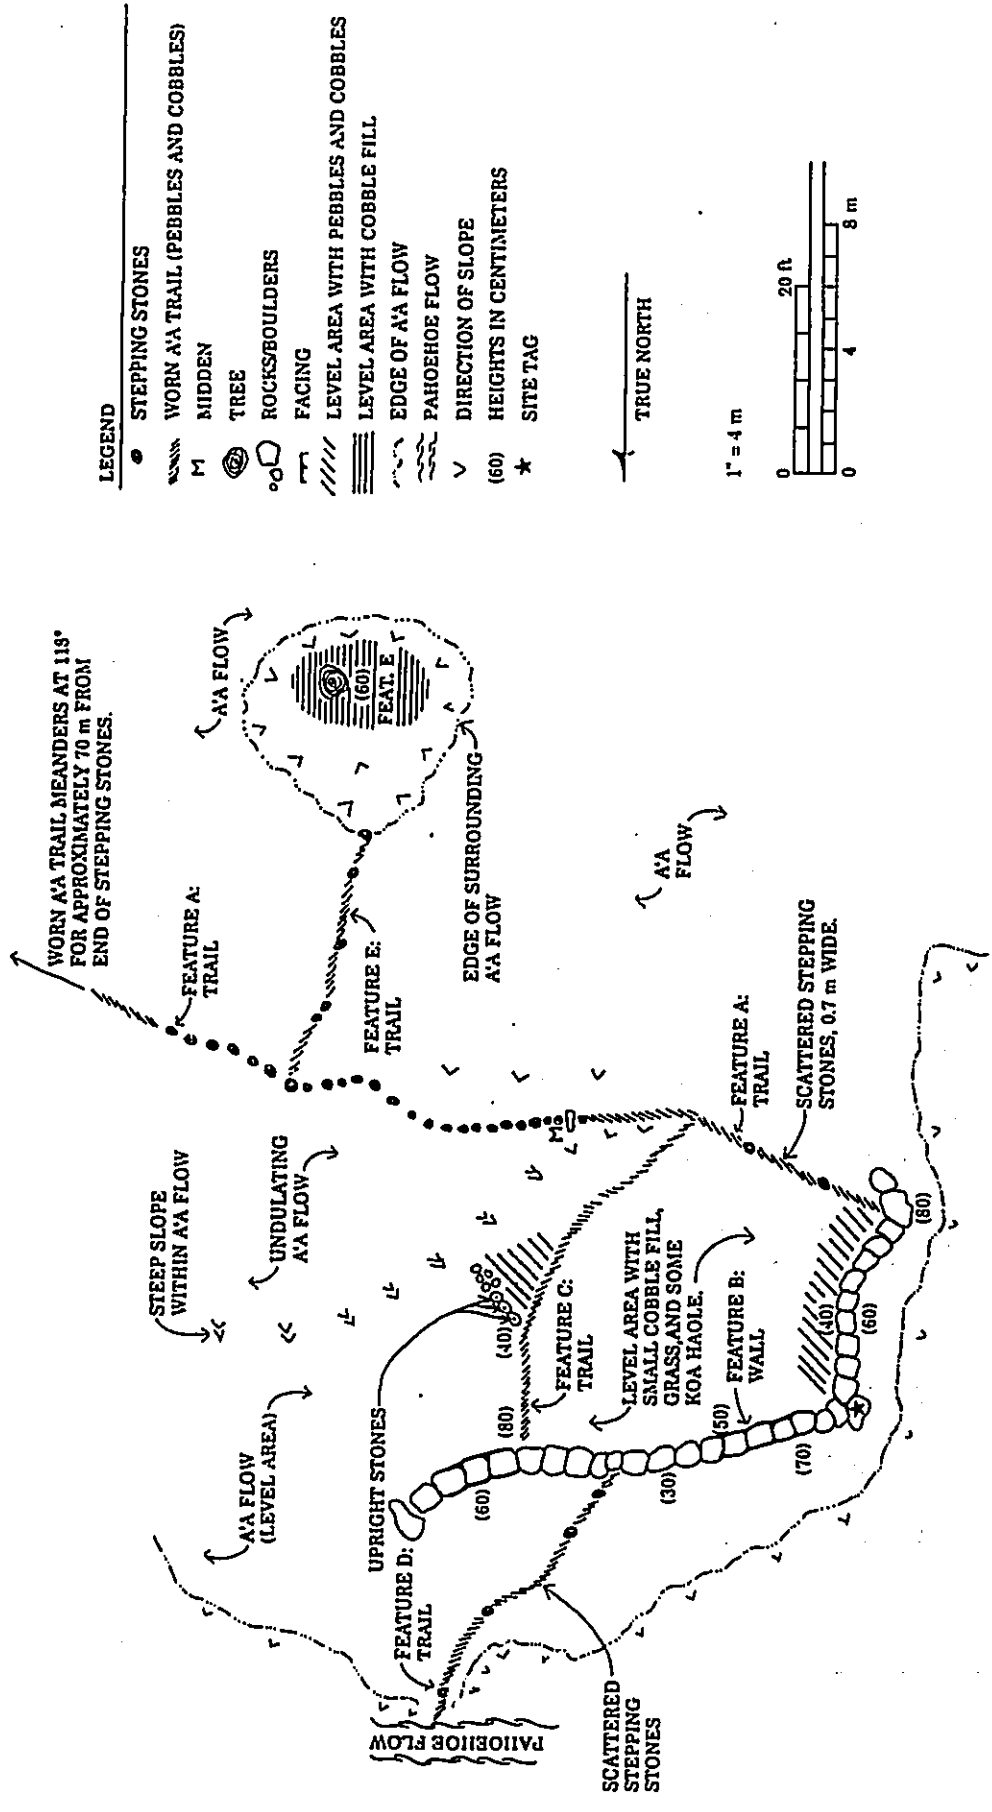 WORN A'A TRAIL MEANDERS AT 118°
FOR APPROXIMATELY 70 m FROM
END OF STEPPING STONES.
FEATURE A:
TRAIL
A'A FLOW
STEEP SLOPE
WITHIN A'A FLOW
UNDULATING
A'A FLOW
A'A FLOW
(LEVEL AREA)
FEATURE E:
TRAIL
(60)
FEAT. E
EDGE OF SURROUNDING
A'A FLOW
UPRIGHT STONES
M
(40)
(80)
FEATURE C:
TRAIL
FEATURE D:
TRAIL
PAHOEHOE FLOW
(60)
A'A
FLOW
LEVEL AREA WITH
SMALL COBBLE FILL,
GRASS, AND SOME
KOA HAOLE.
(30)
(50)
FEATURE B:
WALL
FEATURE A:
TRAIL
SCATTERED
STEPPING
STONES
(70)
(40)
(60)
SCATTERED STEPPING
STONES, 0.7 m WIDE.
(80)
LEGEND
STEPPING STONES
WORN A'A TRAIL (PEBBLES AND COBBLES)
M MIDDEN
TREE
ROCKS/BOULDERS
FACING
LEVEL AREA WITH PEBBLES AND COBBLES
LEVEL AREA WITH COBBLE FILL
EDGE OF A'A FLOW
PAHOEHOE FLOW
DIRECTION OF SLOPE
(60) HEIGHTS IN CENTIMETERS
SITE TAG
TRUE NORTH
1" = 4 m
0 20 ft
0 4 8 m